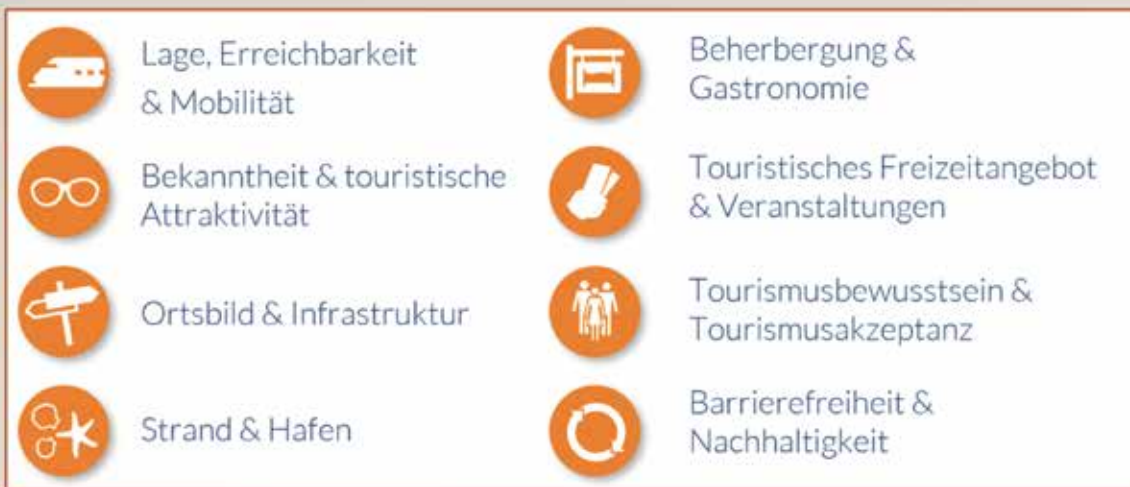 Lage, Erreichbarkeit
& Mobilität
Bekanntheit & touristische
Attraktivität
Ortsbild & Infrastruktur
Strand & Hafen
Beherbergung &
Gastronomie
Touristisches Freizeitangebot
& Veranstaltungen
Tourismusbewusstsein &
Tourismusakzeptanz
Barrierefreiheit &
Nachhaltigkeit